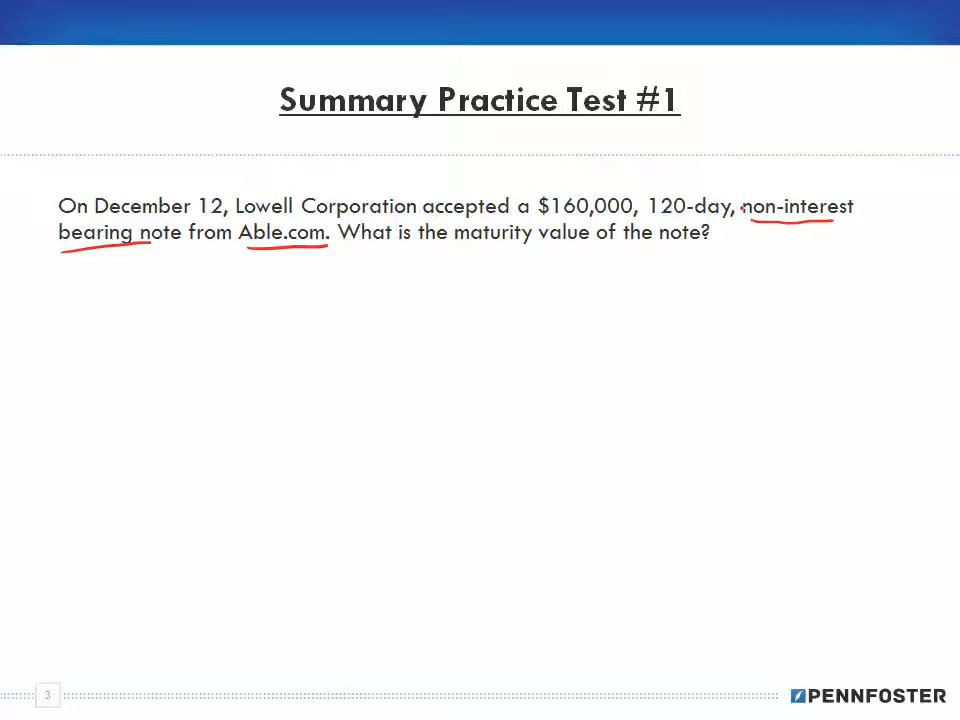 Summary Practice Test #1
On December 12, Lowell Corporation accepted a $160,000, 120-day, non-interest
bearing note from Able.com. What is the maturity value of the note?
3
PENNFOSTER